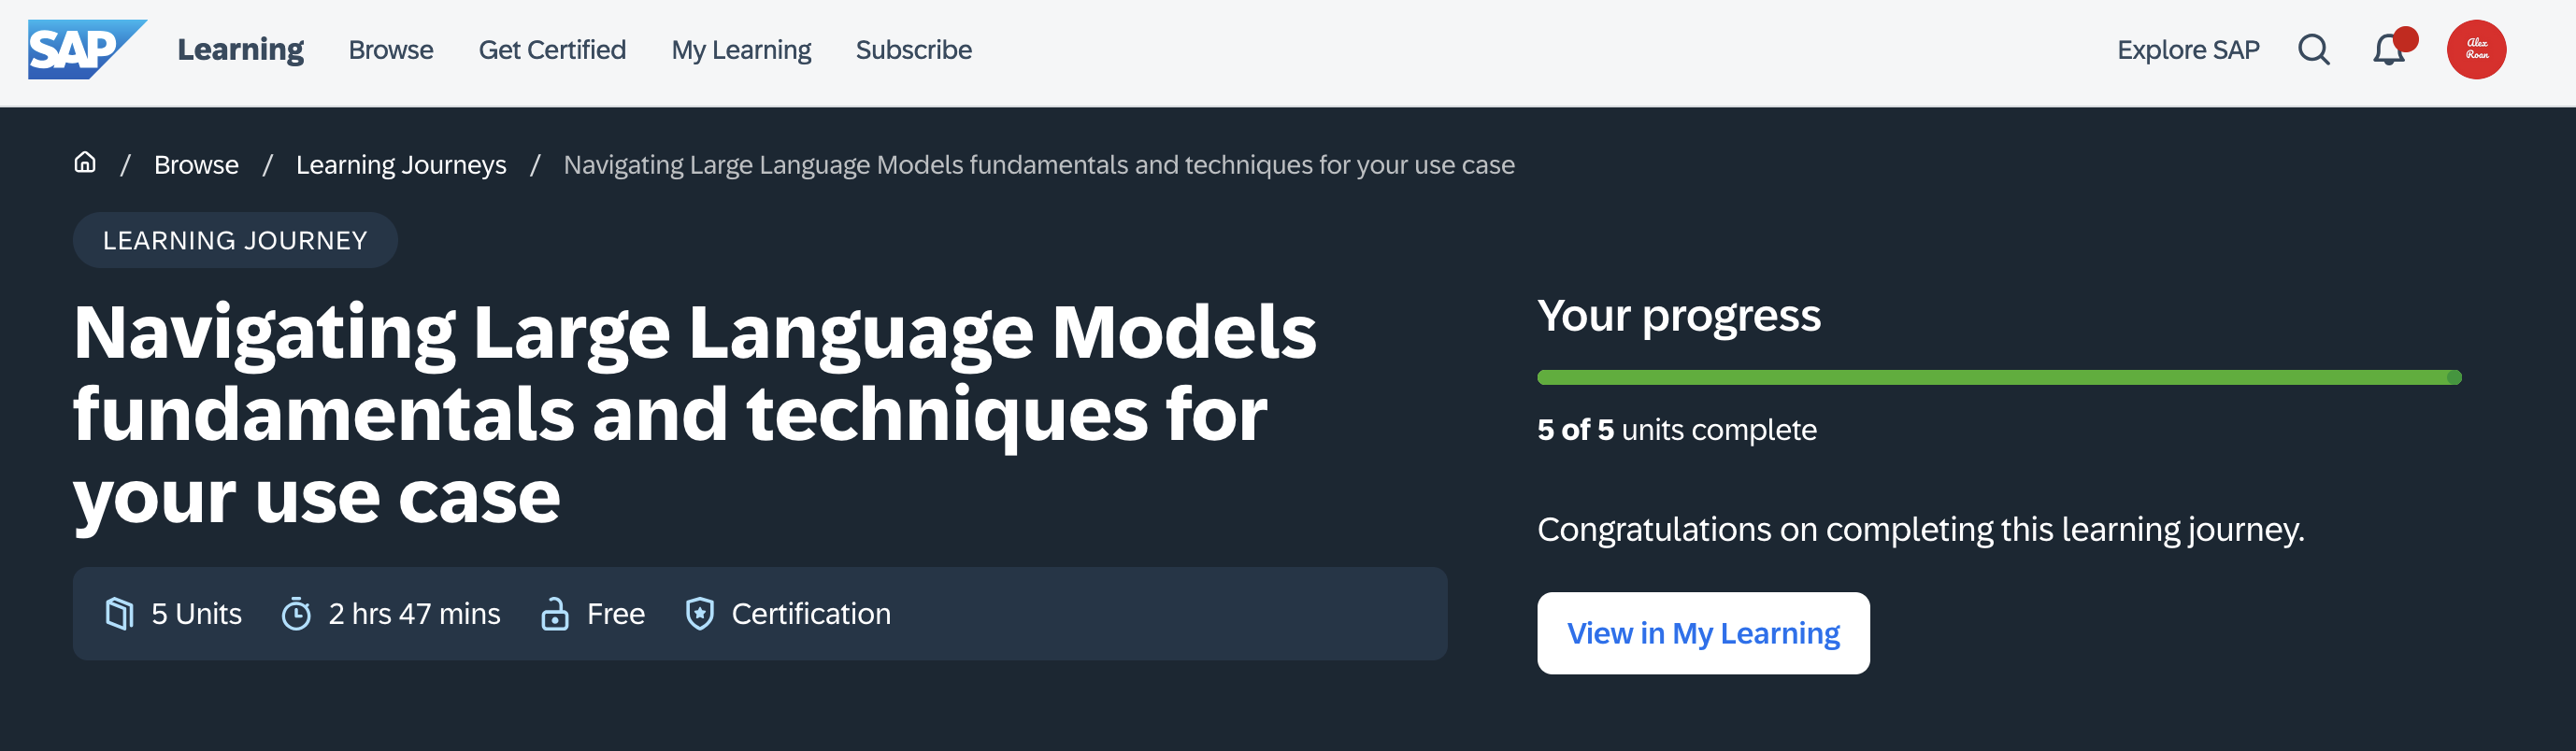 SAP Learning Browse Get Certified My Learning Subscribe Explore SAP Alex
Roan
/ Browse / Learning Journeys / Navigating Large Language Models fundamentals and techniques for your use case
LEARNING JOURNEY
Navigating Large Language Models
fundamentals and techniques for
your use case
5 Units 2 hrs 47 mins Free Certification
Your progress
5 of 5 units complete
Congratulations on completing this learning journey.
View in My Learning